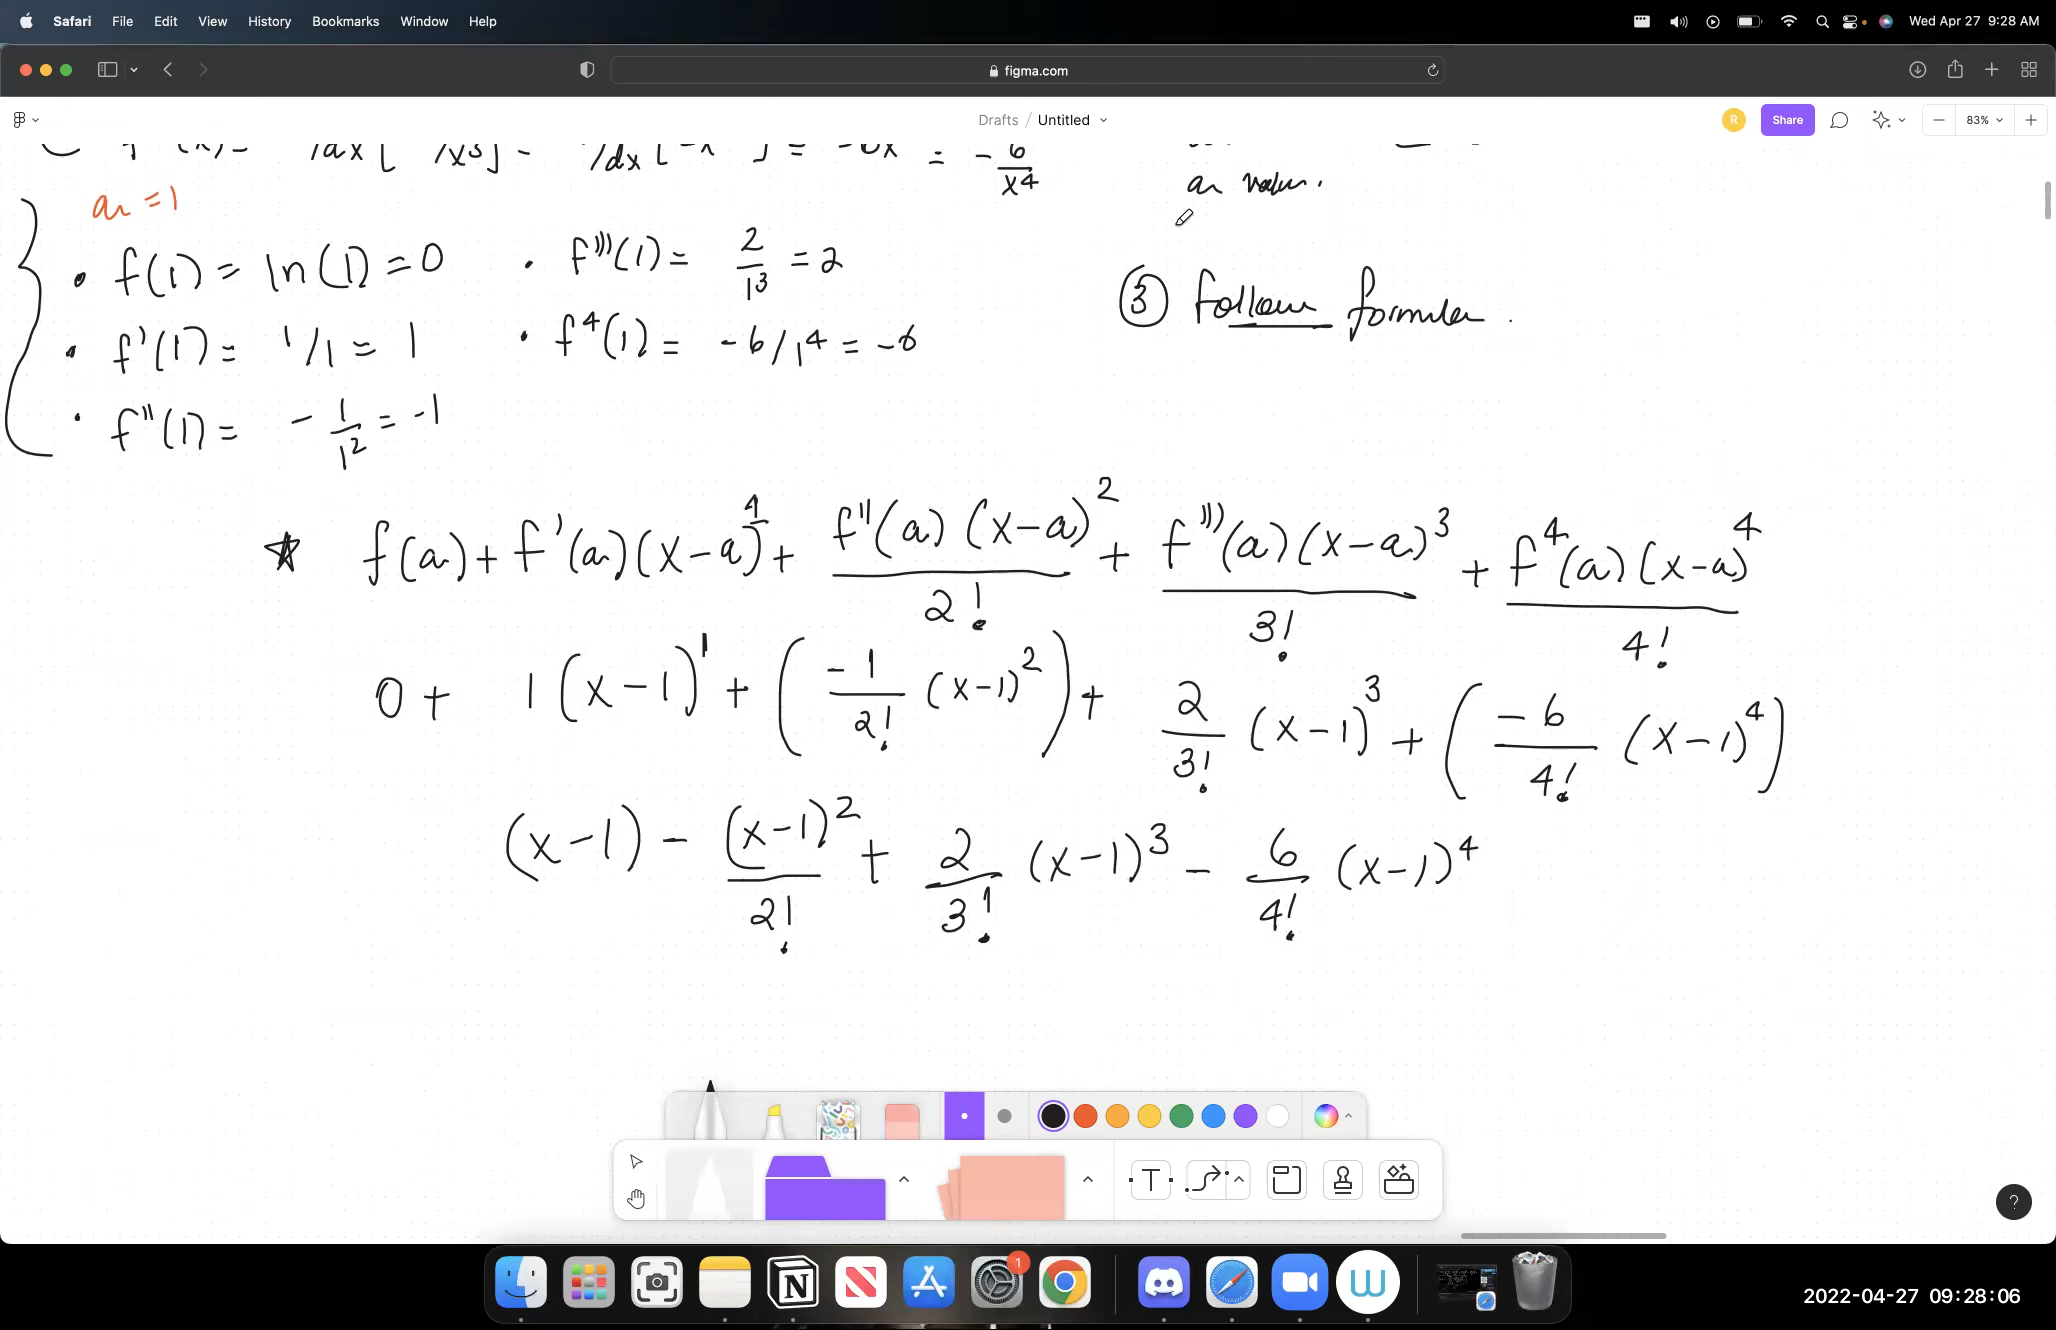 Safari File Edit View History Bookmarks Window Help Wed Apr 27 9:28 AM
figma.com
Drafts / Untitled R Share 83%
= -6/x⁴
a value.
a = 1
• f(1) = ln(1) = 0
• f'(1) = 1/1 = 1
• f''(1) = - 1/1² = -1
• f'''(1) = 2/1³ = 2
• f⁴(1) = -6/1⁴ = -6
③ follow formula.
☆ f(a) + f'(a)(x-a)¹ + f''(a)(x-a)²/2! + f'''(a)(x-a)³/3! + f⁴(a)(x-a)⁴/4!
0 + 1(x-1)¹ + (-1/2! (x-1)²) + 2/3! (x-1)³ + (-6/4! (x-1)⁴)
(x-1) - (x-1)²/2! + 2/3! (x-1)³ - 6/4! (x-1)⁴
T
?
1
2022-04-27 09:28:06